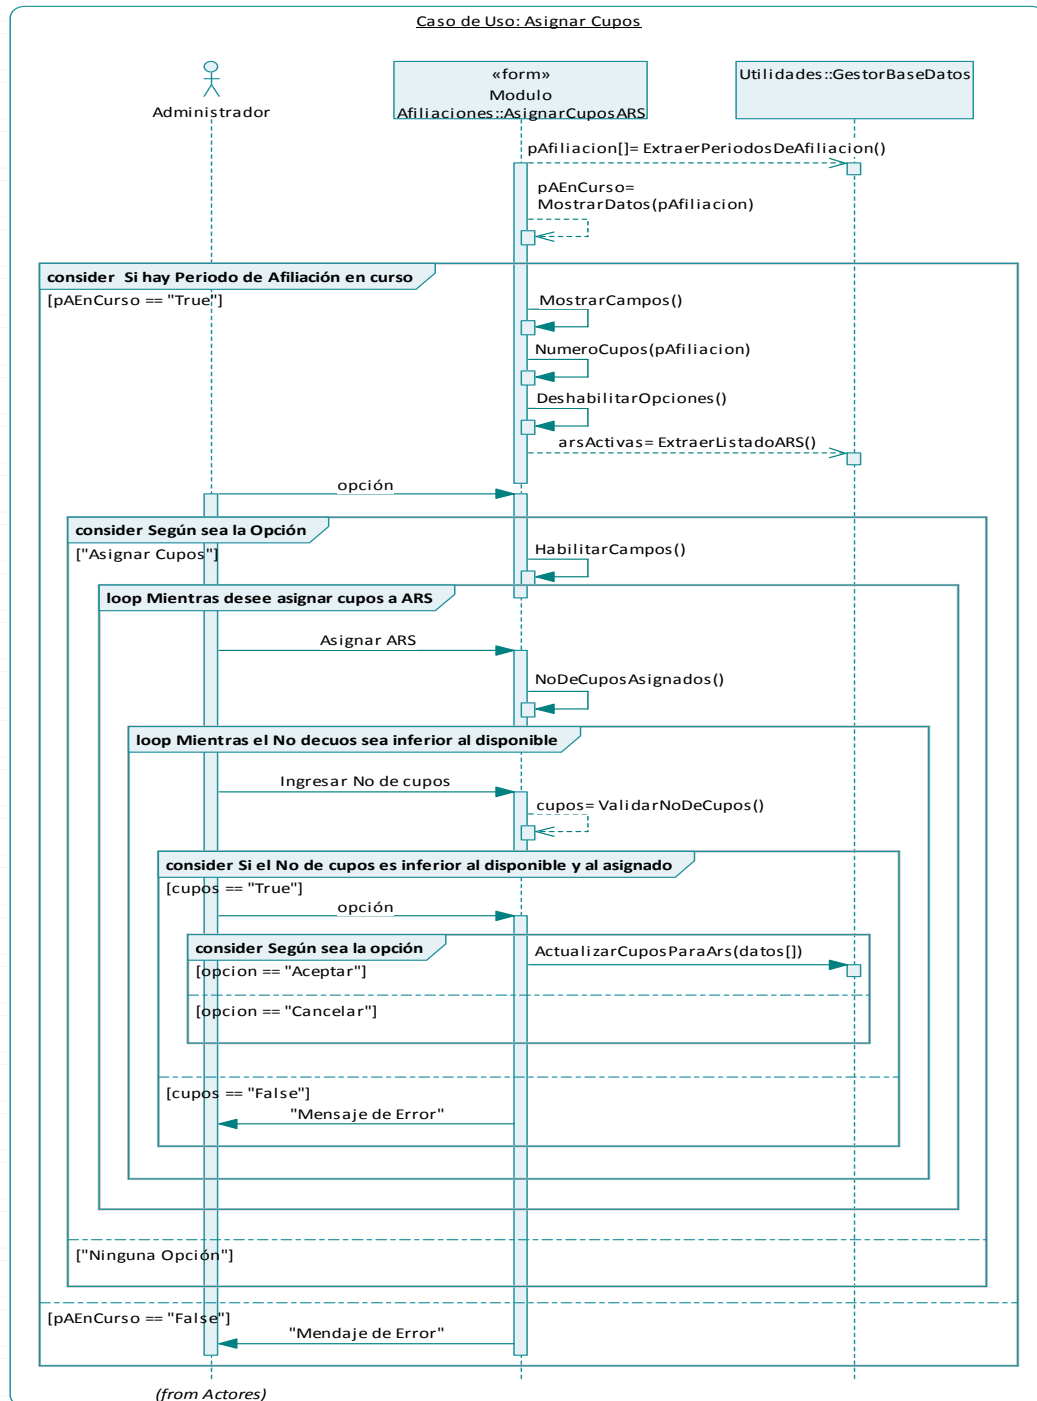 Caso de Uso: Asignar Cupos
«form»
Modulo
Afiliaciones::AsignarCuposARS
Utilidades::GestorBaseDatos
Administrador
pAfiliacion[]= ExtraerPeriodosDeAfiliacion()
pAEnCurso=
MostrarDatos(pAfiliacion)
consider  Si hay Periodo de Afiliación en curso
[pAEnCurso == "True"]
MostrarCampos()
NumeroCupos(pAfiliacion)
DeshabilitarOpciones()
arsActivas= ExtraerListadoARS()
opción
consider Según sea la Opción
["Asignar Cupos"]
HabilitarCampos()
loop Mientras desee asignar cupos a ARS
Asignar ARS
NoDeCuposAsignados()
loop Mientras el No decuos sea inferior al disponible
Ingresar No de cupos
cupos= ValidarNoDeCupos()
consider Si el No de cupos es inferior al disponible y al asignado
[cupos == "True"]
opción
consider Según sea la opción
ActualizarCuposParaArs(datos[])
[opcion == "Aceptar"]
[opcion == "Cancelar"]
[cupos == "False"]
"Mensaje de Error"
["Ninguna Opción"]
[pAEnCurso == "False"]
"Mendaje de Error"
(from Actores)